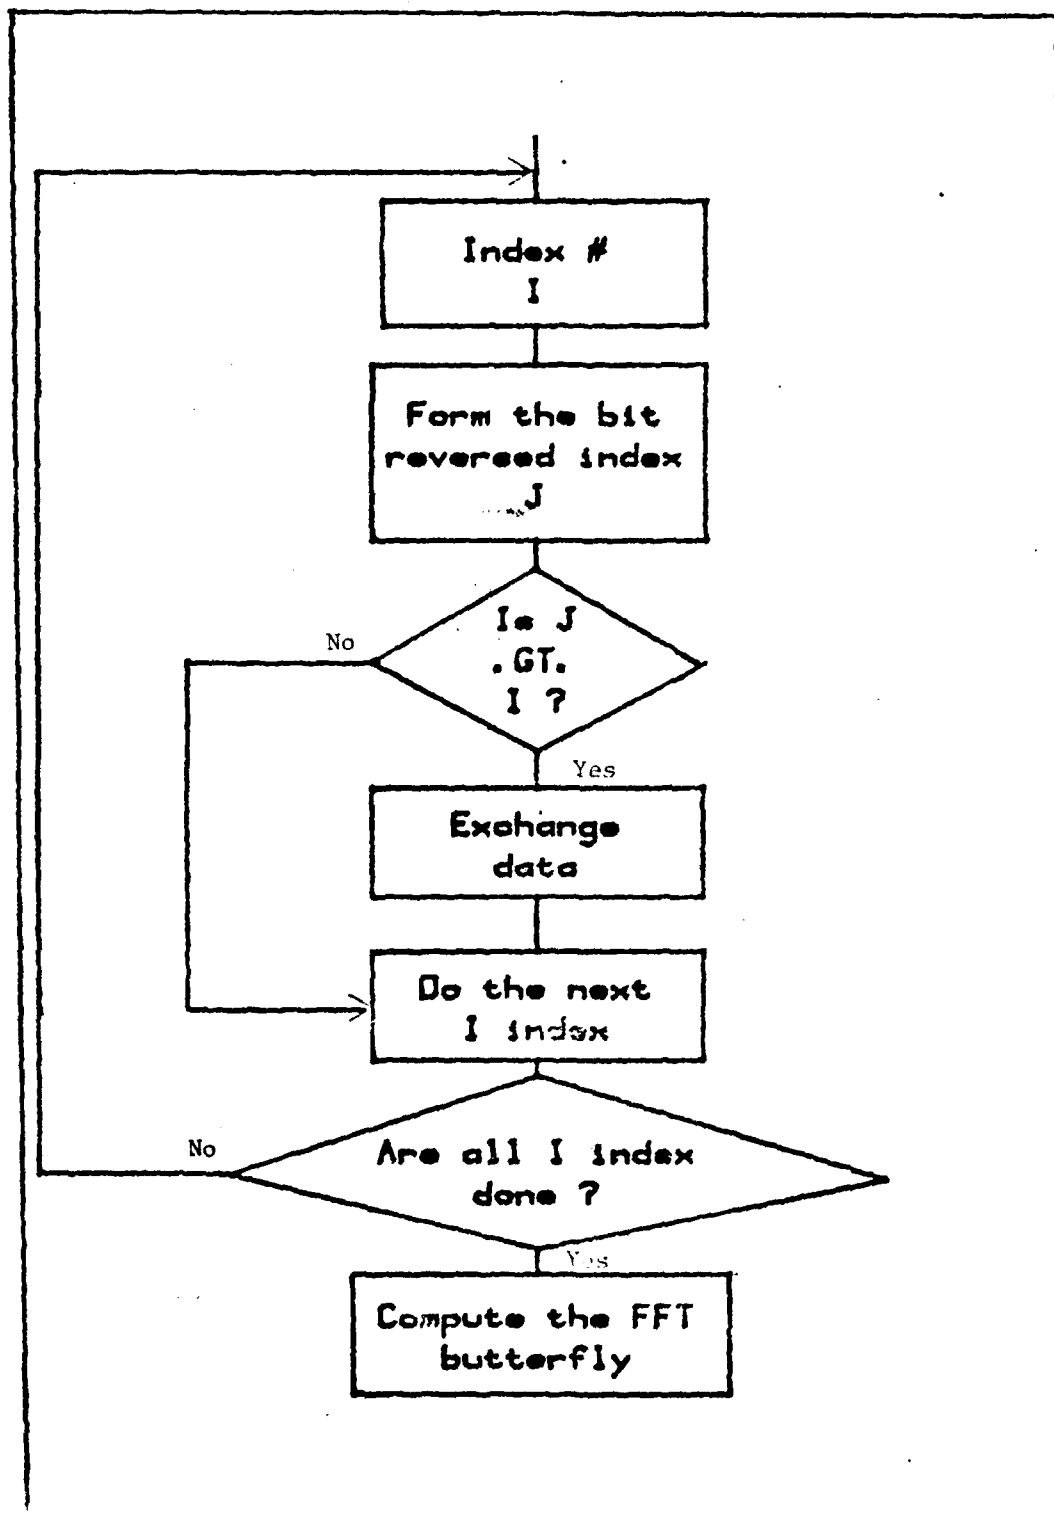 Index #
I
Form the bit
reversed index
J
Is J
.GT.
I ?
No
Yes
Exchange
data
Do the next
I index
Are all I index
done ?
No
Yes
Compute the FFT
butterfly